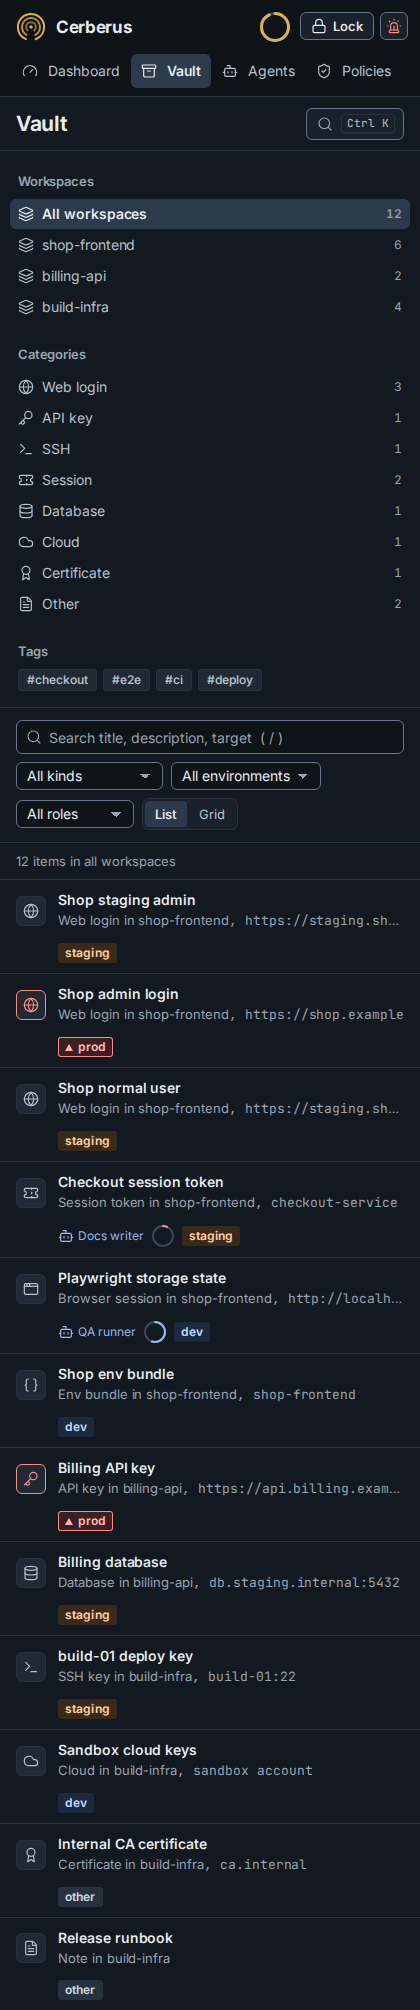 Cerberus
Lock
Dashboard Vault Agents Policies
Vault
Ctrl K
Workspaces
All workspaces 12
shop-frontend 6
billing-api 2
build-infra 4
Categories
Web login 3
API key 1
SSH 1
Session 2
Database 1
Cloud 1
Certificate 1
Other 2
Tags
#checkout #e2e #ci #deploy
Search title, description, target ( / )
All kinds All environments
All roles List Grid
12 items in all workspaces
Shop staging admin
Web login in shop-frontend, https://staging.sh…
staging
Shop admin login
Web login in shop-frontend, https://shop.example
prod
Shop normal user
Web login in shop-frontend, https://staging.sh…
staging
Checkout session token
Session token in shop-frontend, checkout-service
Docs writer staging
Playwright storage state
Browser session in shop-frontend, http://localh…
QA runner dev
Shop env bundle
Env bundle in shop-frontend, shop-frontend
dev
Billing API key
API key in billing-api, https://api.billing.exam…
prod
Billing database
Database in billing-api, db.staging.internal:5432
staging
build-01 deploy key
SSH key in build-infra, build-01:22
staging
Sandbox cloud keys
Cloud in build-infra, sandbox account
dev
Internal CA certificate
Certificate in build-infra, ca.internal
other
Release runbook
Note in build-infra
other